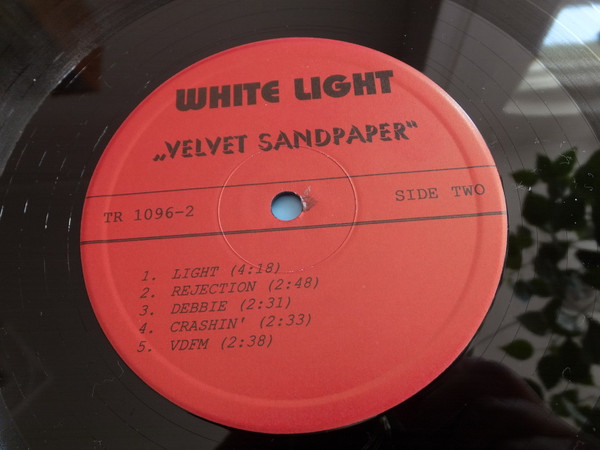 WHITE LIGHT
„VELVET SANDPAPER"
TR 1096-2
SIDE TWO
1. LIGHT (4:18)
2. REJECTION (2:48)
3. DEBBIE (2:31)
4. CRASHIN' (2:33)
5. VDFM (2:38)